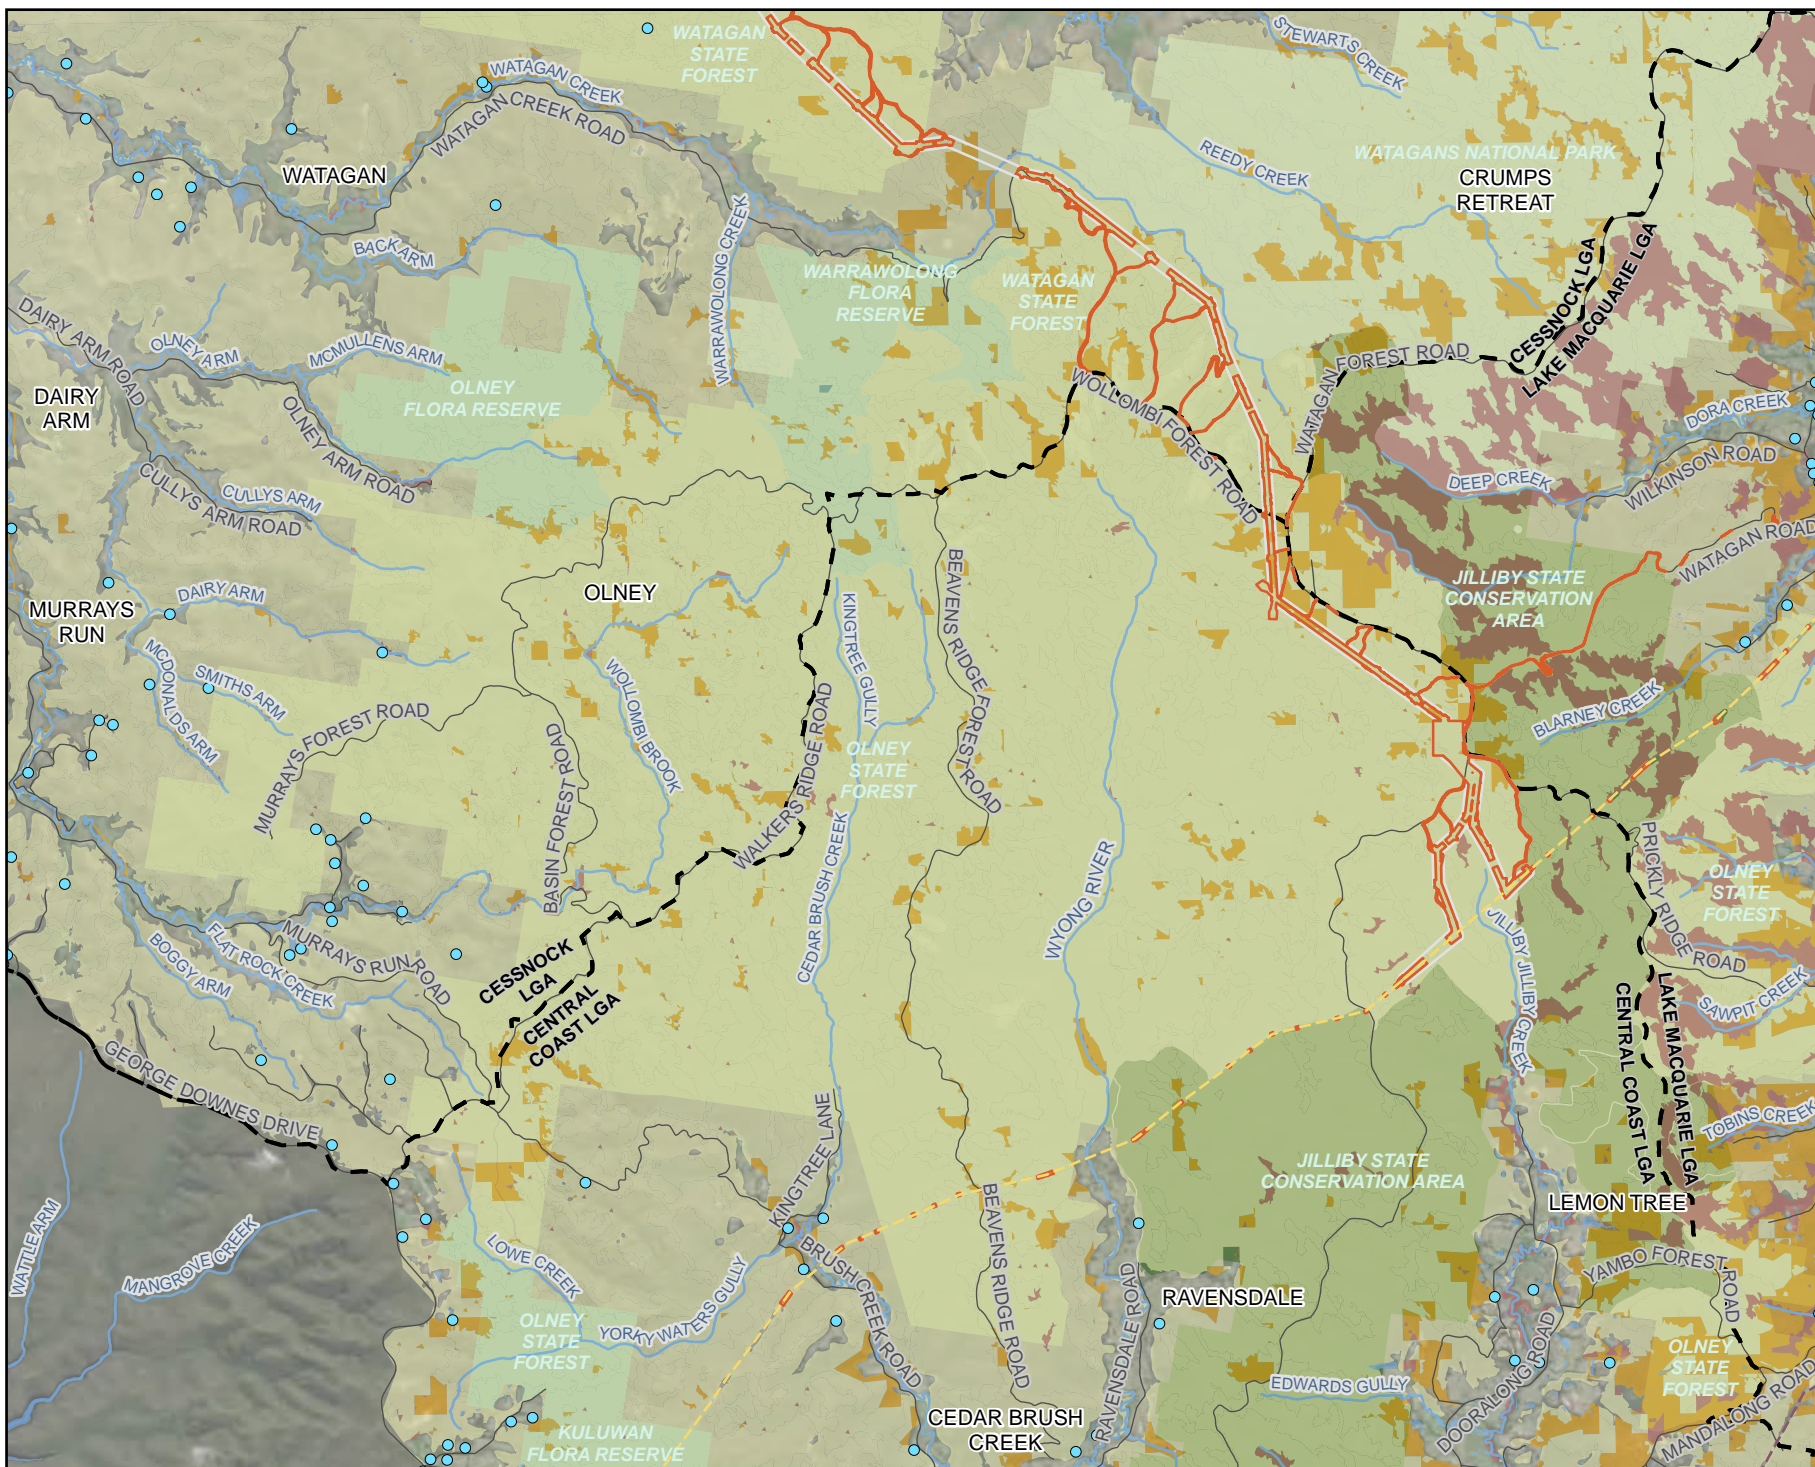 WATAGAN
STATE
FOREST
STEWARTS CREEK
WATAGAN CREEK
WATAGAN CREEK ROAD
REEDY CREEK
WATAGANS NATIONAL PARK
CRUMPS
RETREAT
WATAGAN
BACK ARM
WARRAWOLONG CREEK
WARRAWOLONG
FLORA
RESERVE
WATAGAN
STATE
FOREST
CESSNOCK LGA
LAKE MACQUARIE LGA
DAIRY ARM ROAD
OLNEY ARM
MCMULLENS ARM
OLNEY
FLORA RESERVE
WATAGAN FOREST ROAD
WOLLOMBI FOREST ROAD
DAIRY
ARM
OLNEY ARM ROAD
DORA CREEK
DEEP CREEK
WILKINSON ROAD
CULLYS ARM
CULLYS ARM ROAD
WATAGAN ROAD
JILLIBY STATE
CONSERVATION
AREA
MURRAYS
RUN
DAIRY ARM
OLNEY
KINGTREE GULLY
BEAVENS RIDGE FOREST ROAD
MCDONALDS ARM
SMITHS ARM
WOLLOMBI BROOK
MURRAYS FOREST ROAD
BASIN FOREST ROAD
WALKERS RIDGE ROAD
OLNEY
STATE
FOREST
BLARNEY CREEK
CEDAR BRUSH CREEK
WYONG RIVER
PRICKLY RIDGE ROAD
OLNEY
STATE
FOREST
JILLIBY JILLIBY CREEK
MURRAYS RUN ROAD
FLAT ROCK CREEK
BOGGY ARM
CESSNOCK
LGA
CENTRAL
COAST LGA
SAWPIT CREEK
CENTRAL COAST LGA
LAKE MACQUARIE LGA
GEORGE DOWNES DRIVE
TOBINS CREEK
KINGTREE LANE
JILLIBY STATE
CONSERVATION AREA
LEMON TREE
WATTLE ARM
MANGROVE CREEK
LOWE CREEK
YORKY WATERS GULLY
BRUSH CREEK ROAD
BEAVENS RIDGE ROAD
RAVENSDALE ROAD
RAVENSDALE
YAMBO FOREST ROAD
OLNEY
STATE
FOREST
OLNEY
STATE
FOREST
EDWARDS GULLY
DOORALONG ROAD
MANDALONG ROAD
KULUWAN
FLORA RESERVE
CEDAR BRUSH
CREEK